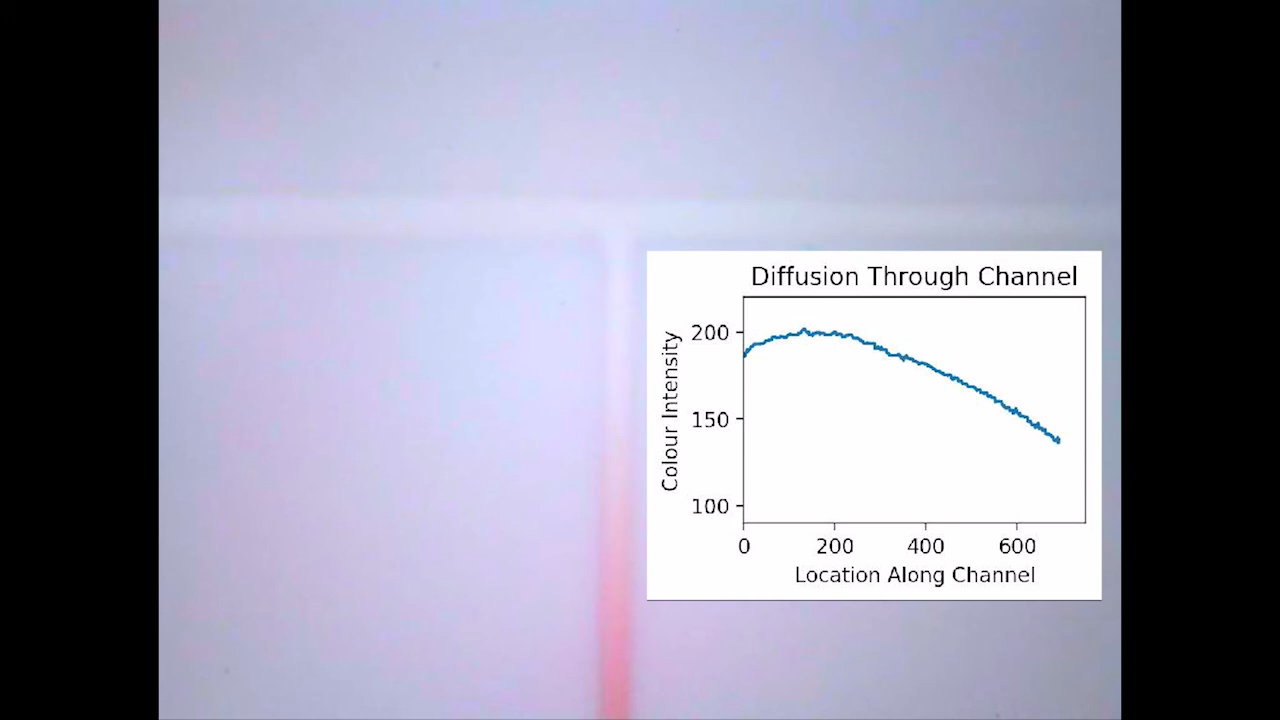 Diffusion Through Channel
Colour Intensity
200
150
100
0 200 400 600
Location Along Channel